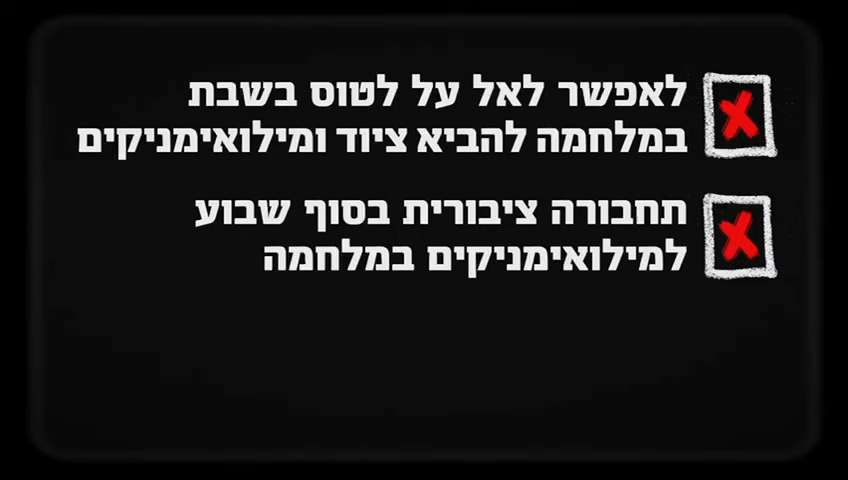 לאפשר לאל על לטוס בשבת
במלחמה להביא ציוד ומילואימניקים
תחבורה ציבורית בסוף שבוע
למילואימניקים במלחמה